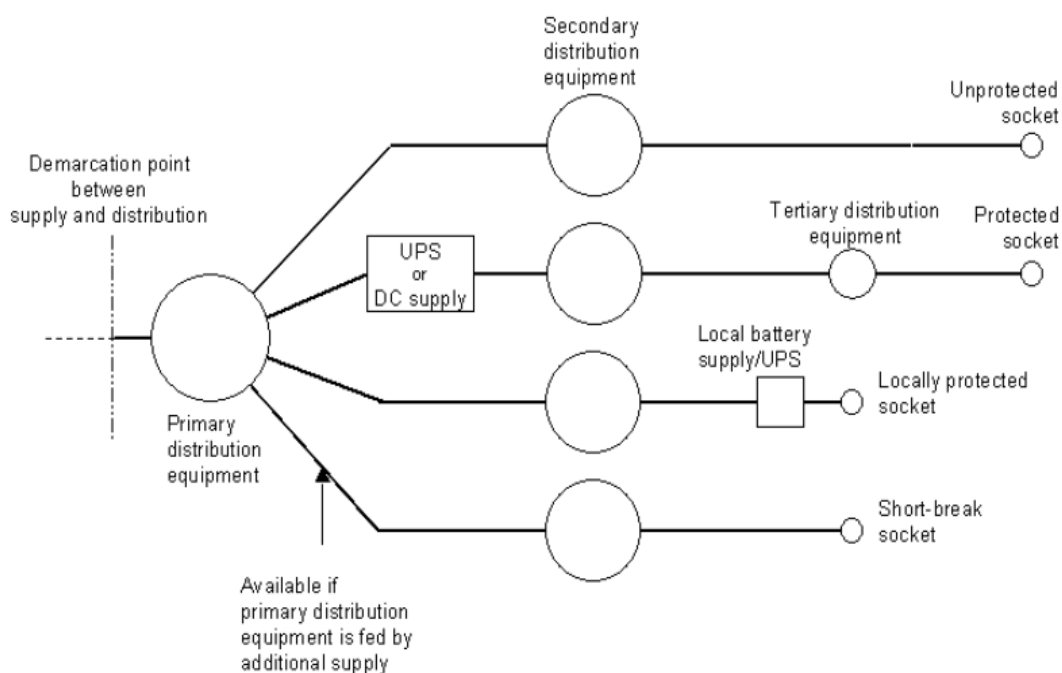 Secondary
distribution
equipment
Unprotected
socket
Demarcation point
between
supply and distribution
Tertiary distribution
equipment
Protected
socket
UPS
or
DC supply
Local battery
supply/UPS
Locally protected
socket
Primary
distribution
equipment
Short-break
socket
Available if
primary distribution
equipment is fed by
additional supply